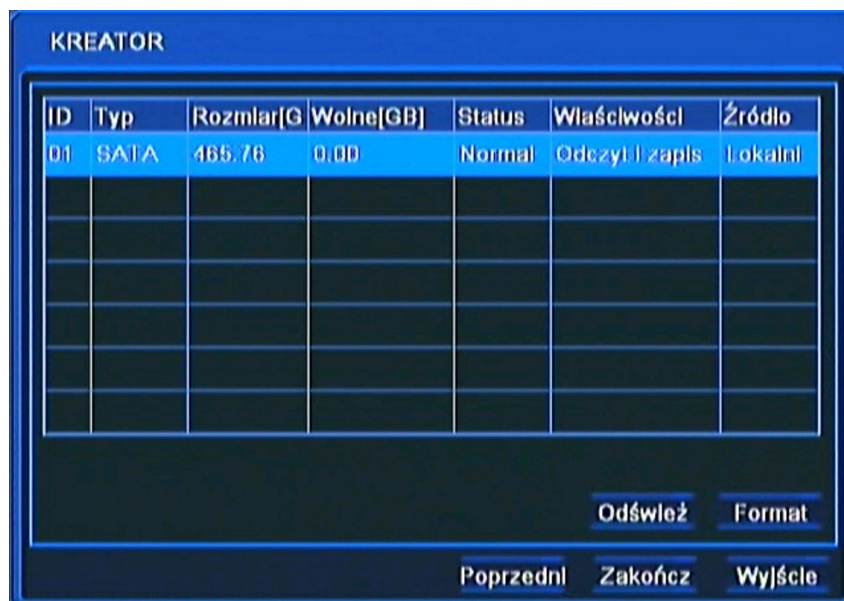 KREATOR
ID Typ Rozmiar[G Wolne[GB] Status Właściwości Źródło
01 SATA 465.76 0.00 Normal Odczyt i zapis Lokalni
Odśwież Format
Poprzedni Zakończ Wyjście